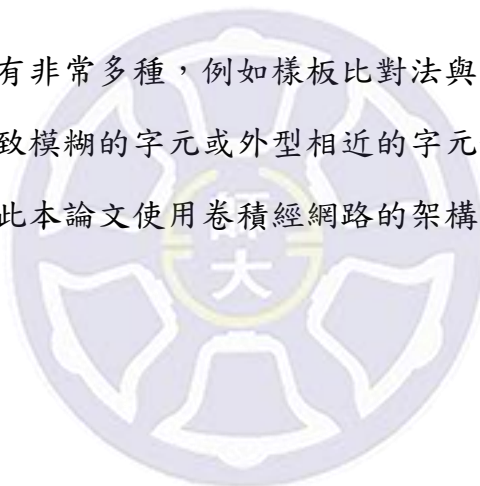 有非常多種，例如樣板比對法與
致模糊的字元或外型相近的字元
此本論文使用卷積經網路的架構
師
大